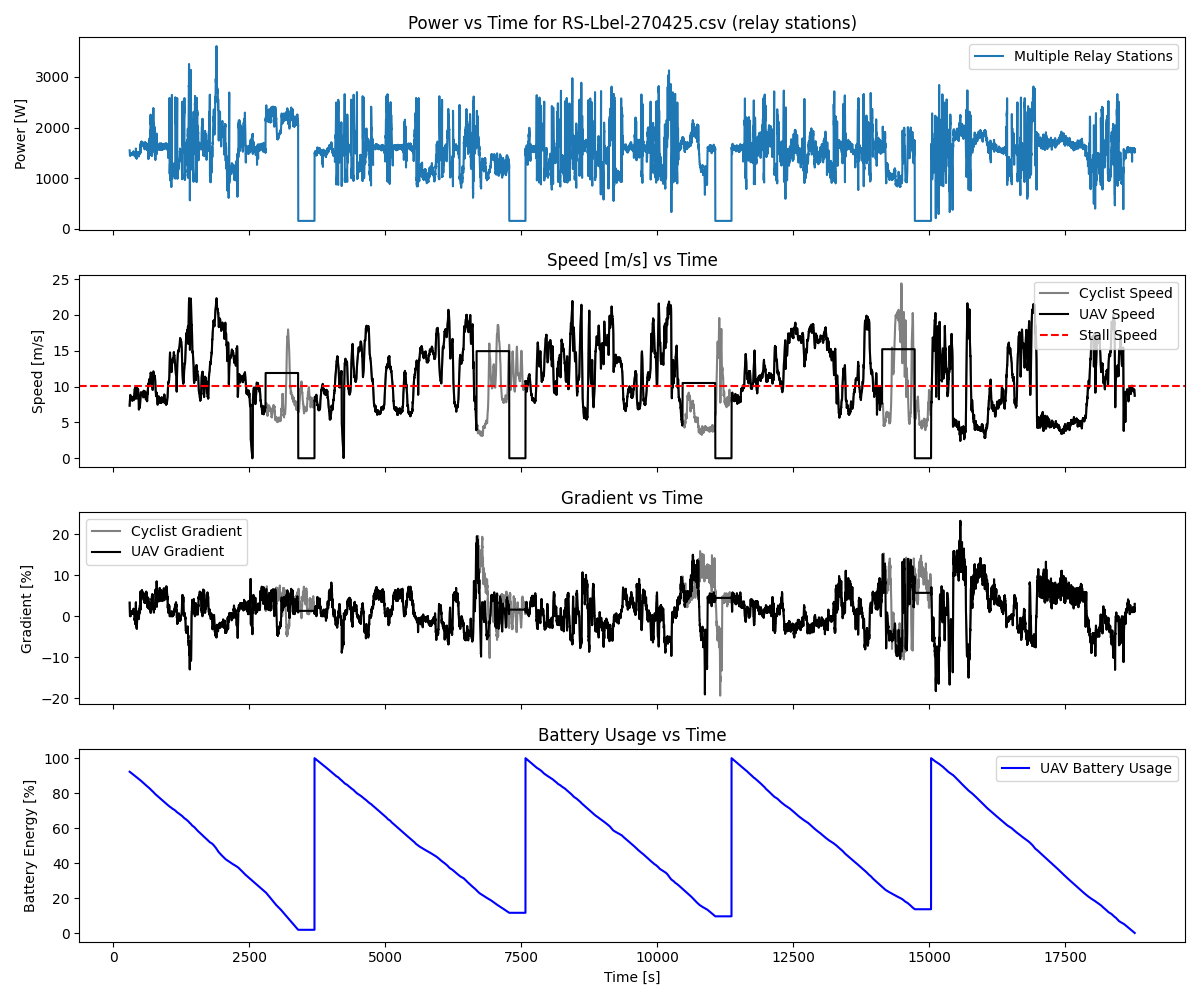 Power vs Time for RS-Lbel-270425.csv (relay stations)
Power [W]
3000
2000
1000
0
Multiple Relay Stations
Speed [m/s] vs Time
Speed [m/s]
25
20
15
10
5
0
Cyclist Speed
UAV Speed
Stall Speed
Gradient vs Time
Gradient [%]
20
10
0
−10
−20
Cyclist Gradient
UAV Gradient
Battery Usage vs Time
Battery Energy [%]
100
80
60
40
20
0
UAV Battery Usage
0 2500 5000 7500 10000 12500 15000 17500
Time [s]